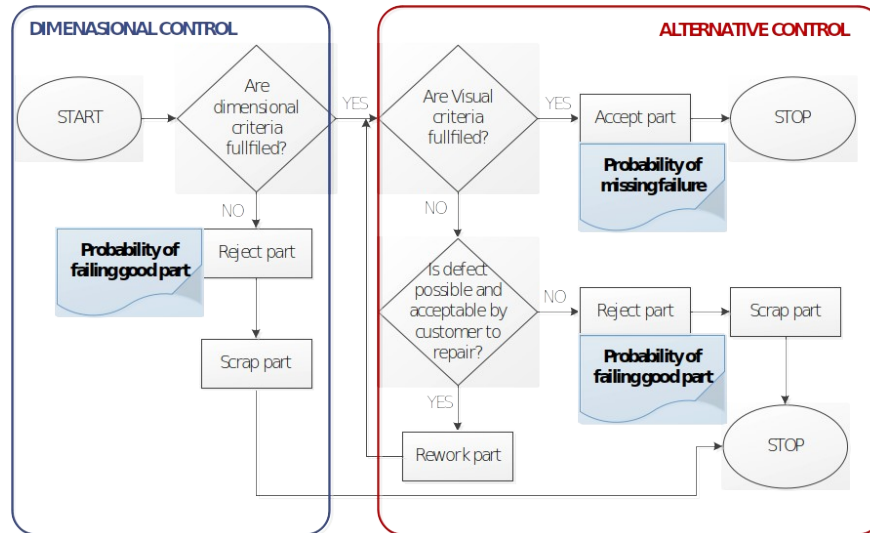 DIMENASIONAL CONTROL
ALTERNATIVE CONTROL
START
Are
dimensional
criteria
fullfiled?
YES
Are Visual
criteria
fullfiled?
YES
Accept part
STOP
Probability of
missing failure
NO
NO
Probability of
failing good part
Reject part
Is defect
possible and
acceptable by
customer to
repair?
NO
Reject part
Scrap part
Probability of
failing good part
Scrap part
YES
Rework part
STOP